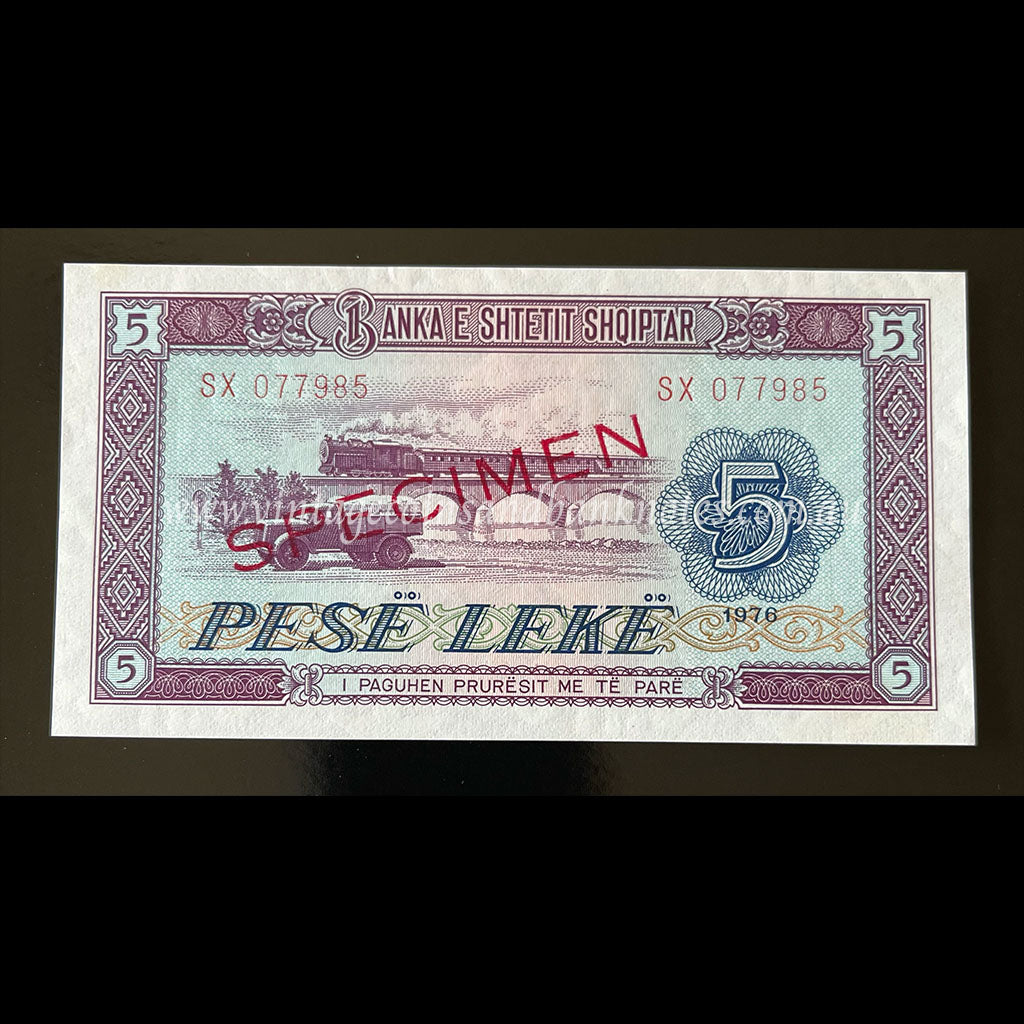 5 BANKA E SHTETIT SHQIPTAR 5
SX 077985 SX 077985
SPECIMEN
5
PESË LEKË 1976
5 I PAGUHEN PRURËSIT ME TË PARË 5